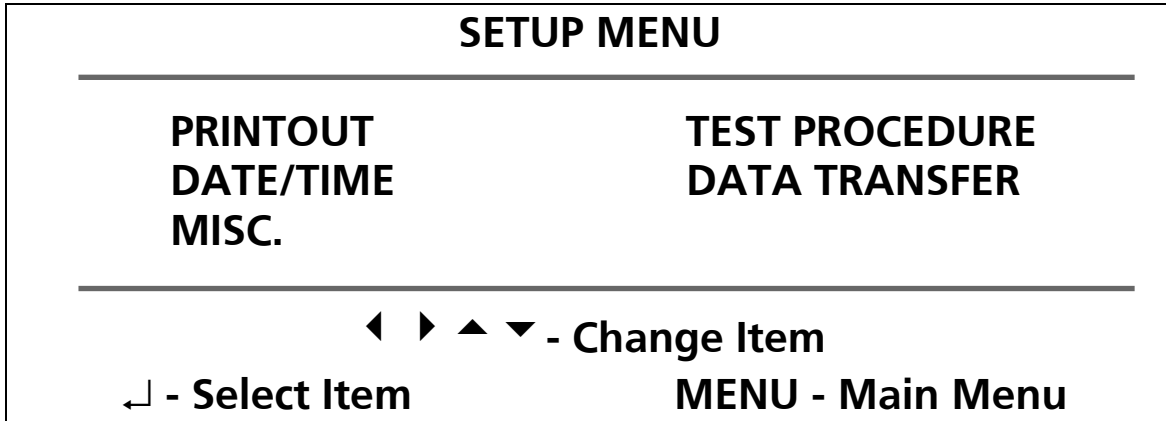 SETUP MENU
PRINTOUT TEST PROCEDURE
DATE/TIME DATA TRANSFER
MISC.
- Change Item
↵ - Select Item MENU - Main Menu